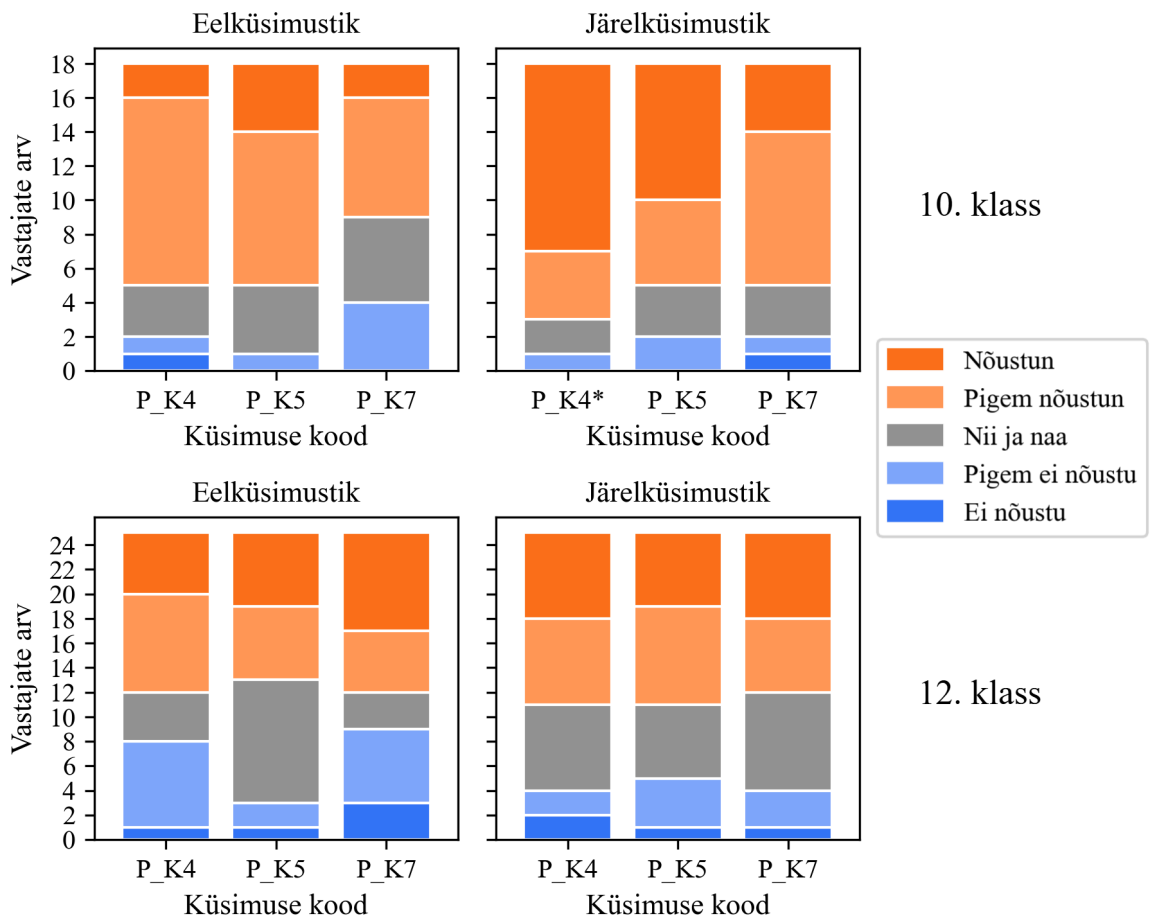 Eelküsimustik
Järelküsimustik
Vastajate arv
18
16
14
12
10
8
6
4
2
0
P_K4 P_K5 P_K7
P_K4* P_K5 P_K7
Küsimuse kood
Küsimuse kood
10. klass
Nõustun
Pigem nõustun
Nii ja naa
Pigem ei nõustu
Ei nõustu
Eelküsimustik
Järelküsimustik
Vastajate arv
24
22
20
18
16
14
12
10
8
6
4
2
0
P_K4 P_K5 P_K7
P_K4 P_K5 P_K7
Küsimuse kood
Küsimuse kood
12. klass